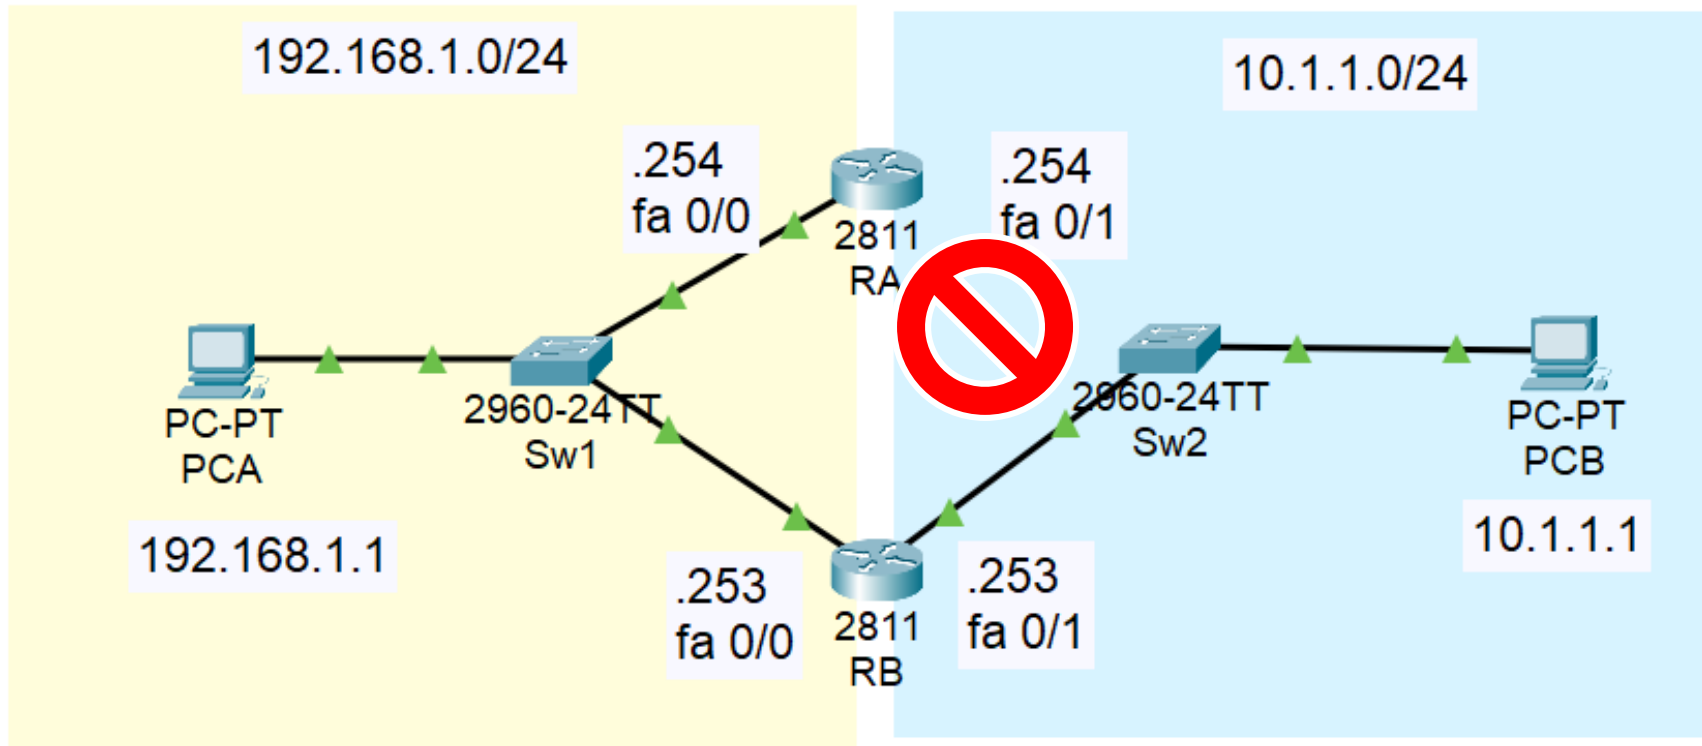 192.168.1.0/24
10.1.1.0/24
.254
fa 0/0
2811
RA
.254
fa 0/1
PC-PT
PCA
192.168.1.1
2960-24TT
Sw1
2960-24TT
Sw2
PC-PT
PCB
10.1.1.1
.253
fa 0/0
2811
RB
.253
fa 0/1